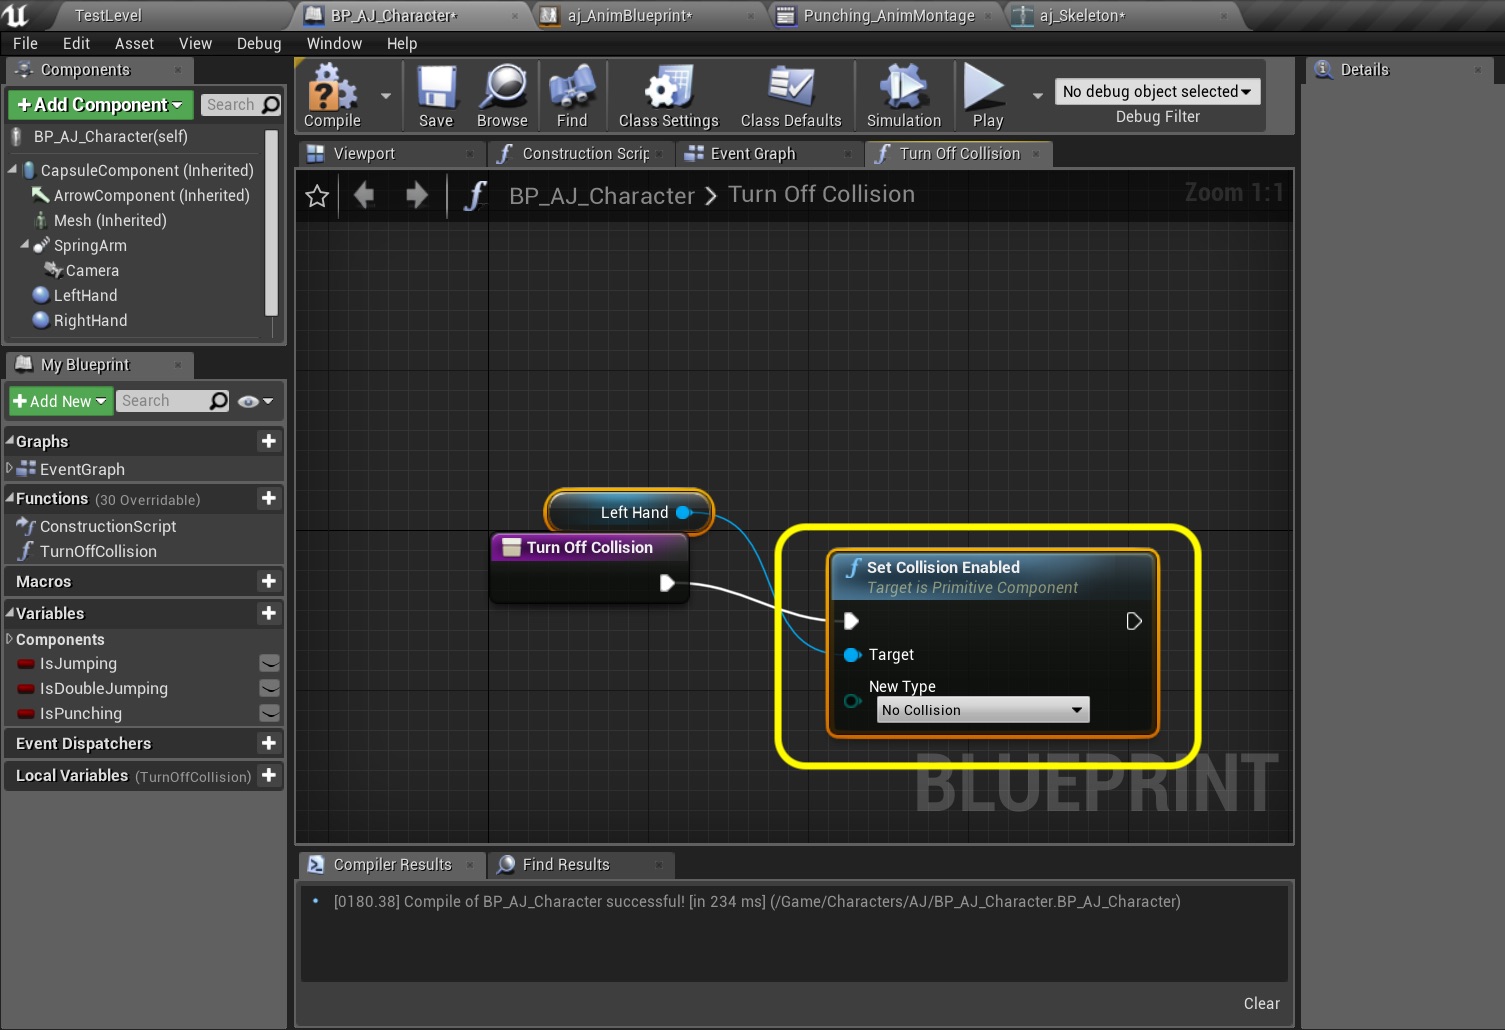 TestLevel
BP_AJ_Character*
aj_AnimBlueprint*
Punching_AnimMontage
aj_Skeleton*
File Edit Asset View Debug Window Help
Components
+Add Component
Search
BP_AJ_Character(self)
CapsuleComponent (Inherited)
ArrowComponent (Inherited)
Mesh (Inherited)
SpringArm
Camera
LeftHand
RightHand
My Blueprint
+Add New
Search
Graphs
EventGraph
Functions (30 Overridable)
ConstructionScript
TurnOffCollision
Macros
Variables
Components
IsJumping
IsDoubleJumping
IsPunching
Event Dispatchers
Local Variables (TurnOffCollision)
Compile
Save
Browse
Find
Class Settings
Class Defaults
Simulation
Play
No debug object selected
Debug Filter
Viewport
Construction Scrip
Event Graph
Turn Off Collision
BP_AJ_Character > Turn Off Collision
Zoom 1:1
Left Hand
Turn Off Collision
Set Collision Enabled
Target is Primitive Component
Target
New Type
No Collision
BLUEPRINT
Compiler Results
Find Results
[0180.38] Compile of BP_AJ_Character successful! [in 234 ms] (/Game/Characters/AJ/BP_AJ_Character.BP_AJ_Character)
Clear
Details